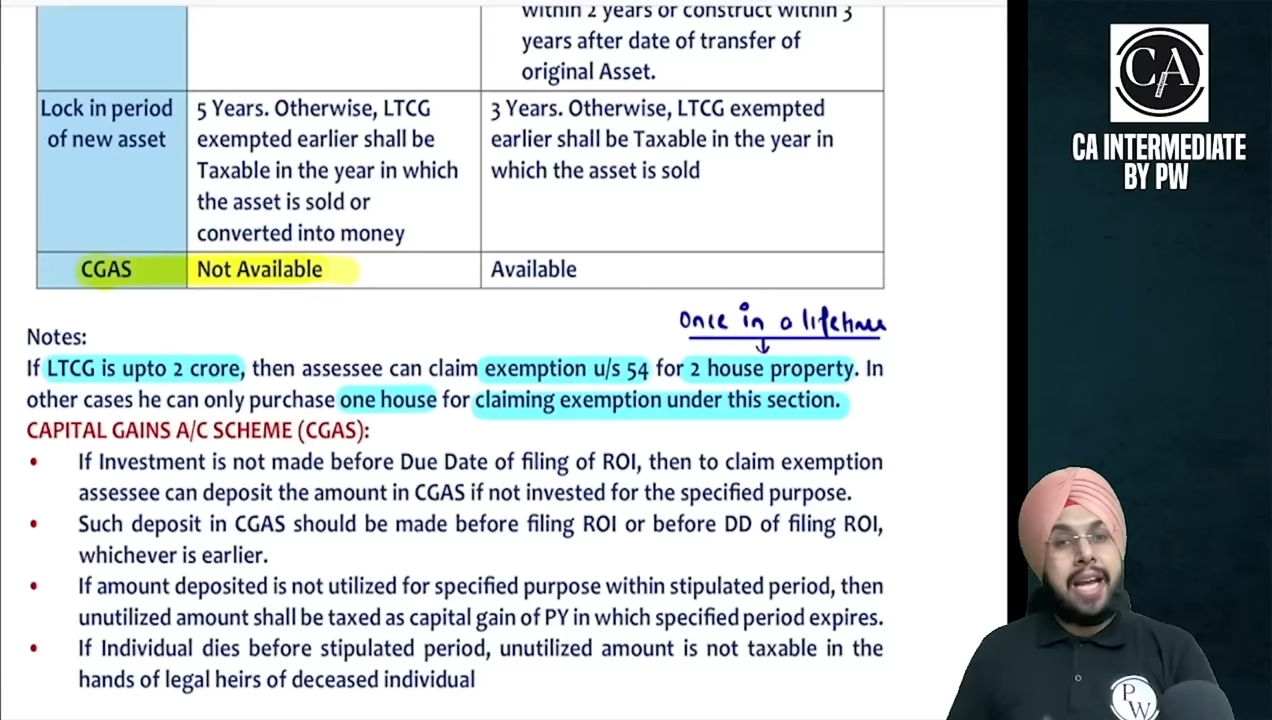 within 2 years or construct within 3
years after date of transfer of
original Asset.
Lock in period
of new asset
5 Years. Otherwise, LTCG
exempted earlier shall be
Taxable in the year in which
the asset is sold or
converted into money
3 Years. Otherwise, LTCG exempted
earlier shall be Taxable in the year in
which the asset is sold
CGAS
Not Available
Available
Once in a lifetime
Notes:
If LTCG is upto 2 crore, then assessee can claim exemption u/s 54 for 2 house property. In
other cases he can only purchase one house for claiming exemption under this section.
CAPITAL GAINS A/C SCHEME (CGAS):
• If Investment is not made before Due Date of filing of ROI, then to claim exemption
assessee can deposit the amount in CGAS if not invested for the specified purpose.
• Such deposit in CGAS should be made before filing ROI or before DD of filing ROI,
whichever is earlier.
• If amount deposited is not utilized for specified purpose within stipulated period, then
unutilized amount shall be taxed as capital gain of PY in which specified period expires.
• If Individual dies before stipulated period, unutilized amount is not taxable in the
hands of legal heirs of deceased individual
CA
CA INTERMEDIATE
BY PW
PW